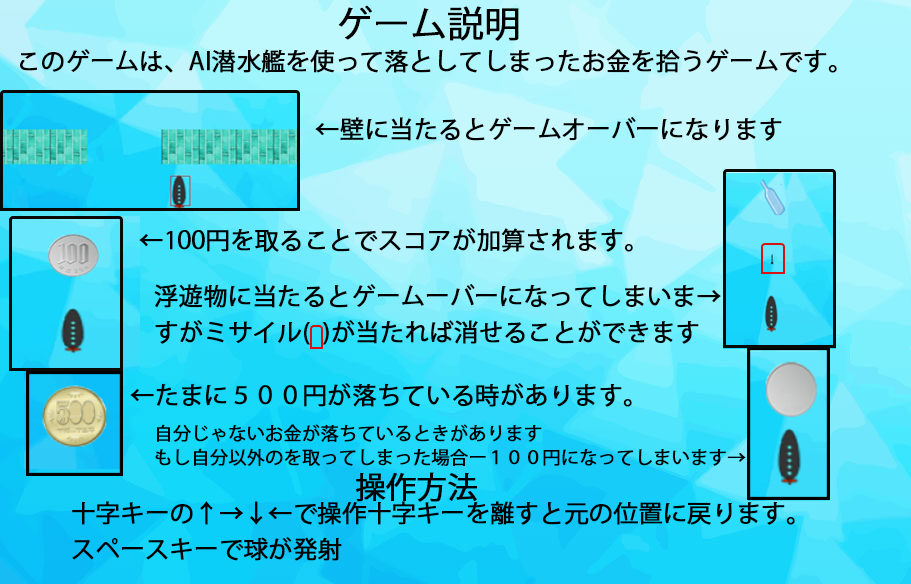 ゲーム説明
このゲームは、AI潜水艦を使って落としてしまったお金を拾うゲームです。
←壁に当たるとゲームオーバーになります
100
←100円を取ることでスコアが加算されます。
↓
浮遊物に当たるとゲームーバーになってしまいま→
すがミサイル( )が当たれば消せることができます
500
←たまに５００円が落ちている時があります。
自分じゃないお金が落ちているときがあります
もし自分以外のを取ってしまった場合ー１００円になってしまいます→
操作方法
十字キーの↑→↓←で操作十字キーを離すと元の位置に戻ります。
スペースキーで球が発射